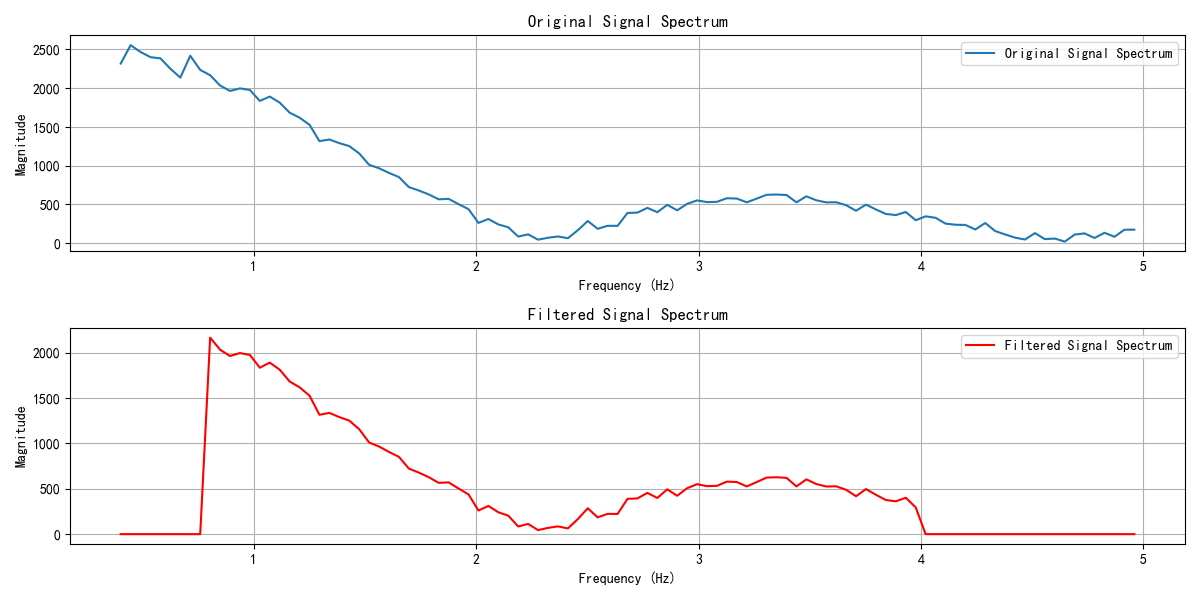 Original Signal Spectrum
Original Signal Spectrum
2500
2000
1500
1000
500
0
Magnitude
1 2 3 4 5
Frequency (Hz)
Filtered Signal Spectrum
Filtered Signal Spectrum
2000
1500
1000
500
0
Magnitude
1 2 3 4 5
Frequency (Hz)